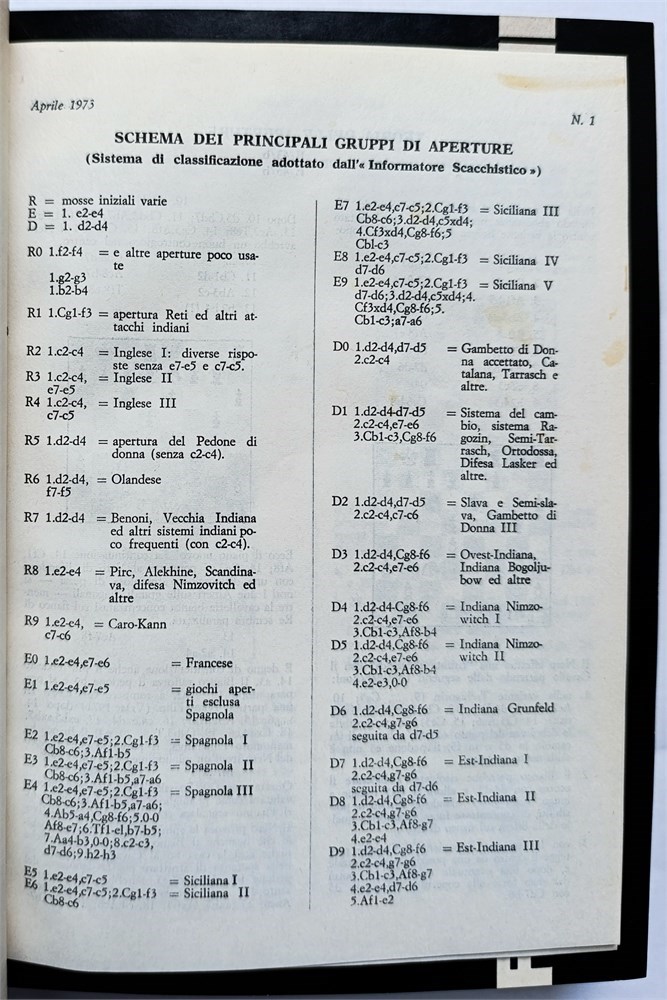 Aprile 1973
N. 1
SCHEMA DEI PRINCIPALI GRUPPI DI APERTURE
(Sistema di classificazione adottato dall'« Informatore Scacchistico »)
R = mosse iniziali varie
E = 1. e2-e4
D = 1. d2-d4
R0 1.f2-f4 = e altre aperture poco usa-
te
1.g2-g3
1.b2-b4
R1 1.Cg1-f3 = apertura Reti ed altri at-
tacchi indiani
R2 1.c2-c4 = Inglese I: diverse rispo-
ste senza e7-e5 e c7-c5.
R3 1.c2-c4, = Inglese II
e7-e5
R4 1.c2-c4, = Inglese III
c7-c5
R5 1.d2-d4 = apertura del Pedone di
donna (senza c2-c4).
R6 1.d2-d4, = Olandese
f7-f5
R7 1.d2-d4 = Benoni, Vecchia Indiana
ed altri sistemi indiani po-
co frequenti (con c2-c4).
R8 1.e2-e4 = Pirc, Alekhine, Scandina-
va, difesa Nimzovitch ed
altre
R9 1.e2-e4, = Caro-Kann
c7-c6
E0 1.e2-e4,e7-e6 = Francese
E1 1.e2-e4,e7-e5 = giochi aper-
ti esclusa
Spagnola
E2 1.e2-e4,e7-e5;2.Cg1-f3 = Spagnola I
Cb8-c6;3.Af1-b5
E3 1.e2-e4,e7-e5;2.Cg1-f3 = Spagnola II
Cb8-c6;3.Af1-b5,a7-a6
E4 1.e2-e4,e7-e5;2.Cg1-f3 = Spagnola III
Cb8-c6;3.Af1-b5,a7-a6;
4.Ab5-a4,Cg8-f6;5.0-0
Af8-e7;6.Tf1-el,b7-b5;
7.Aa4-b3,0-0;8.c2-c3,
d7-d6;9.h2-h3
E5 1.e2-e4,c7-c5 = Siciliana I
E6 1.e2-e4,c7-c5;2.Cg1-f3 = Siciliana II
Cb8-c6
E7 1.e2-e4,c7-c5;2.Cg1-f3 = Siciliana III
Cb8-c6;3.d2-d4,c5xd4;
4.Cf3xd4,Cg8-f6;5
Cbl-c3
E8 1.e2-e4,c7-c5;2.Cg1-f3 = Siciliana IV
d7-d6
E9 1.e2-e4,c7-c5;2.Cg1-f3 = Siciliana V
d7-d6;3.d2-d4,c5xd4;4.
Cf3xd4,Cg8-f6;5.
Cb1-c3;a7-a6
D0 1.d2-d4,d7-d5 = Gambetto di Don-
2.c2-c4 na accettato, Ca-
talana, Tarrasch e
altre.
D1 1.d2-d4-d7-d5 = Sistema del cam-
2.c2-c4,e7-e6 bio, sistema Ra-
3.Cb1-c3,Cg8-f6 gozin, Semi-Tar-
rasch, Ortodossa,
Difesa Lasker ed
altre.
D2 1.d2-d4,d7-d5 = Slava e Semi-sla-
2.c2-c4,c7-c6 va, Gambetto di
Donna III
D3 1.d2-d4,Cg8-f6 = Ovest-Indiana,
2.c2-c4,e7-e6 Indiana Bogolju-
bow ed altre
D4 1.d2-d4-Cg8-f6 = Indiana Nimzo-
2.c2-c4,e7-e6 witch I
3.Cb1-c3,Af8-b4
D5 1.d2-d4,Cg8-f6 = Indiana Nimzo-
2.c2-c4,e7-e6 witch II
3.Cb1-c3,Af8-b4
4.e2-e3,0-0
D6 1.d2-d4,Cg8-f6 = Indiana Grunfeld
2.c2-c4,g7-g6
seguita da d7-d5
D7 1.d2-d4,Cg8-f6 = Est-Indiana I
2.c2-c4,g7-g6
seguita da d7-d6
D8 1.d2-d4,Cg8-f6 = Est-Indiana II
2.c2-c4,g7-g6
3.Cb1-c3,Af8-g7
4.e2-e4
D9 1.d2-d4,Cg8-f6 = Est-Indiana III
2.c2-c4,g7-g6
3.Cb1-c3,Af8-g7
4.e2-e4,d7-d6
5.Af1-e2